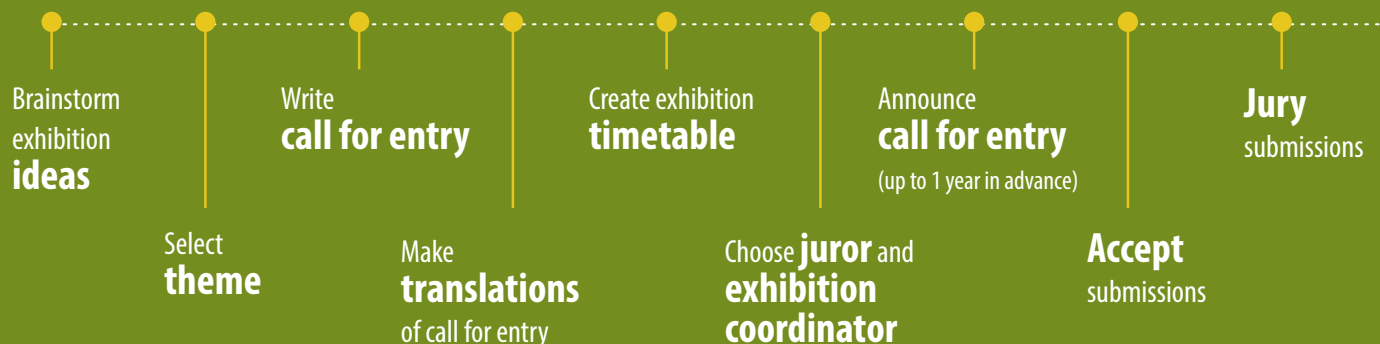 Brainstorm
exhibition
ideas
Select
theme
Write
call for entry
Make
translations
of call for entry
Create exhibition
timetable
Choose juror and
exhibition
coordinator
Announce
call for entry
(up to 1 year in advance)
Accept
submissions
Jury
submissions